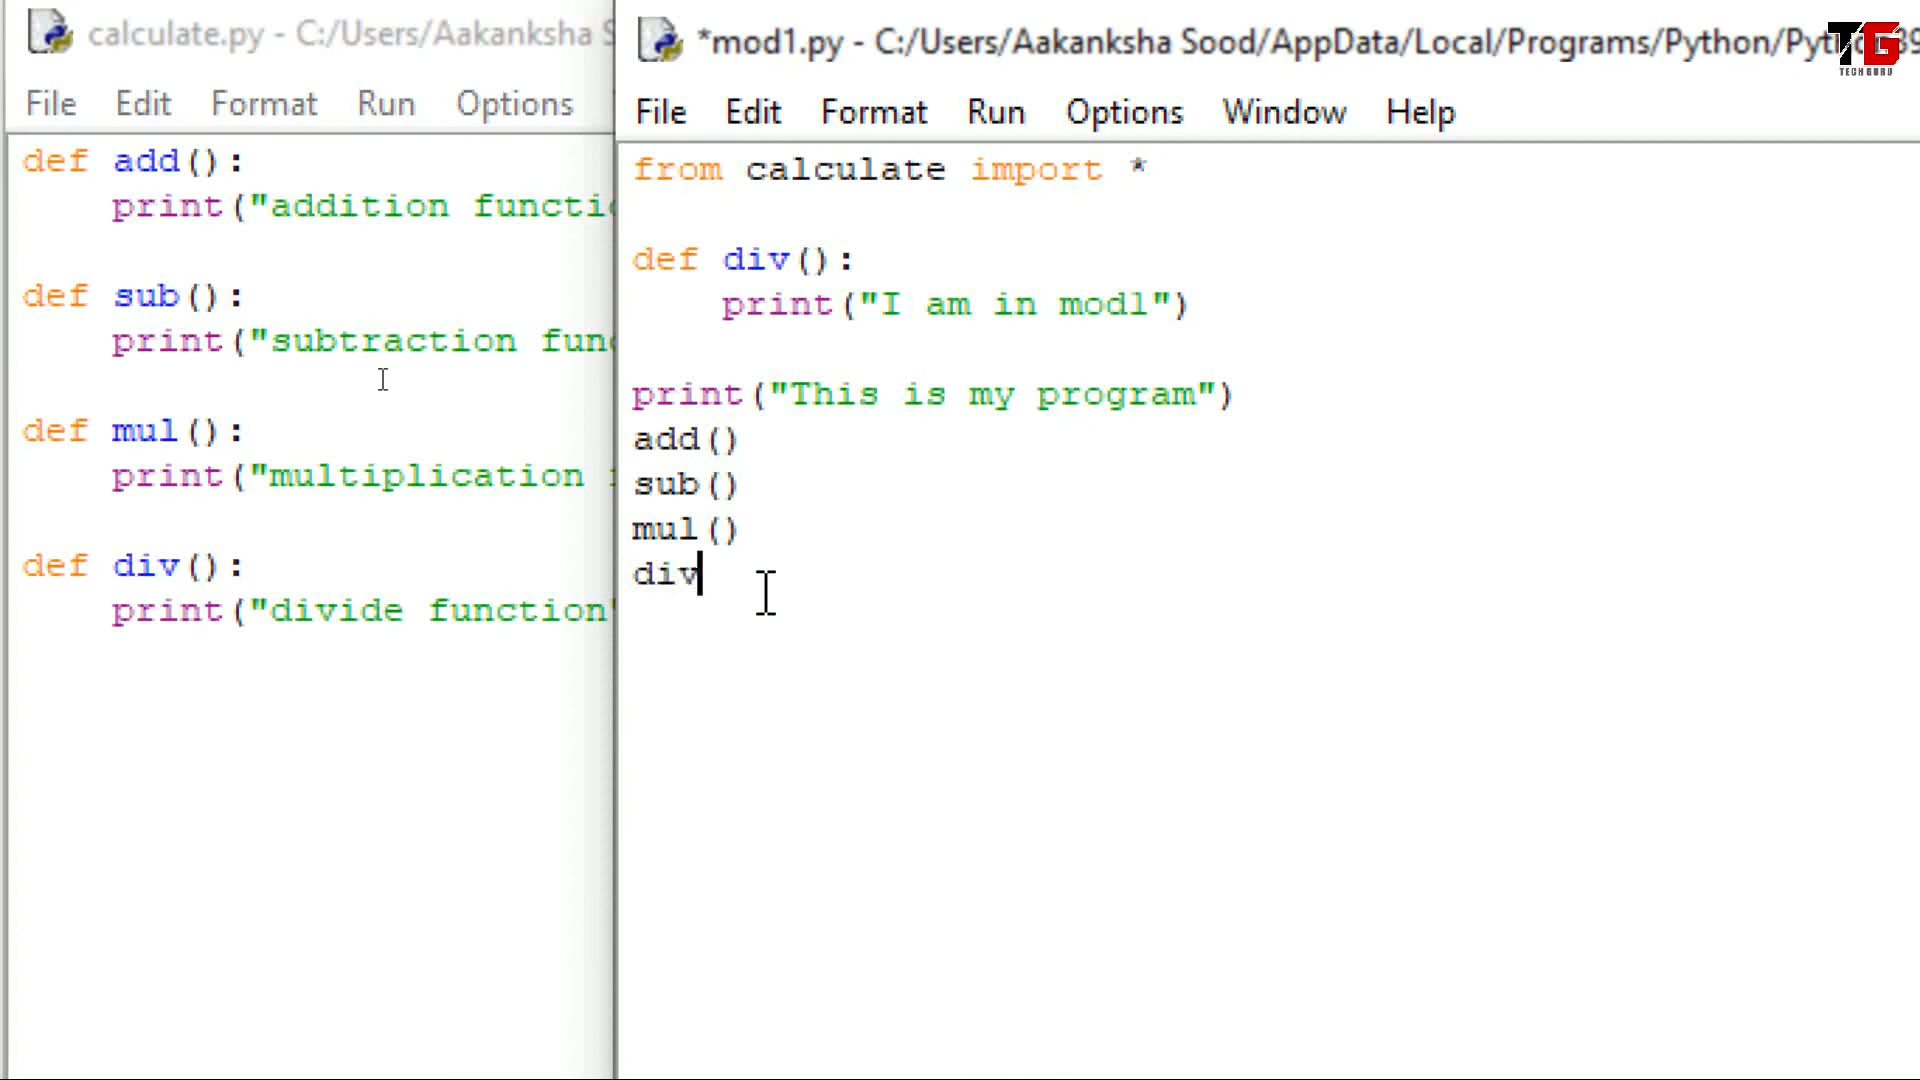 calculate.py - C:/Users/Aakanksha
File Edit Format Run Options
def add():
    print("addition
def sub():
    print("subtraction
def mul():
    print("multiplication
def div():
    print("divide function"
*mod1.py - C:/Users/Aakanksha Sood/AppData/Local/Programs/Python/
File Edit Format Run Options Window Help
from calculate import *
def div():
    print("I am in mod1")
print("This is my program")
add()
sub()
mul()
div
TG
TECH GURU